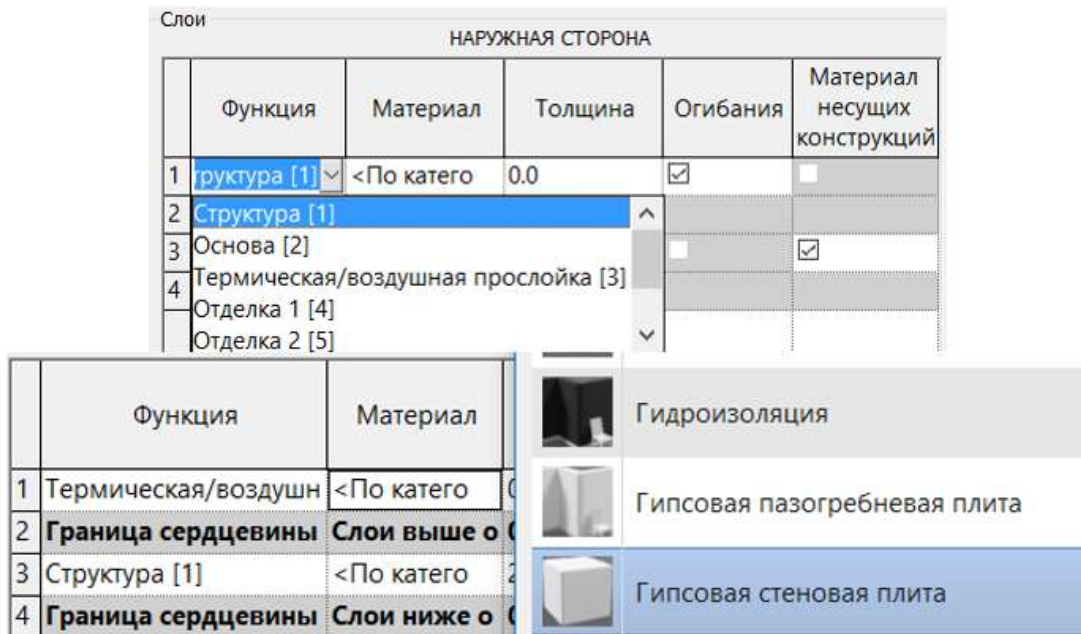 Слои
НАРУЖНАЯ СТОРОНА
Функция Материал Толщина Огибания Материал несущих конструкций
1 труктура [1] <По катего 0.0
2 Структура [1]
3 Основа [2]
4 Термическая/воздушная прослойка [3]
Отделка 1 [4]
Отделка 2 [5]
Функция Материал
1 Термическая/воздушн <По катего
2 Граница сердцевины Слои выше о
3 Структура [1] <По катего
4 Граница сердцевины Слои ниже о
Гидроизоляция
Гипсовая пазогребневая плита
Гипсовая стеновая плита